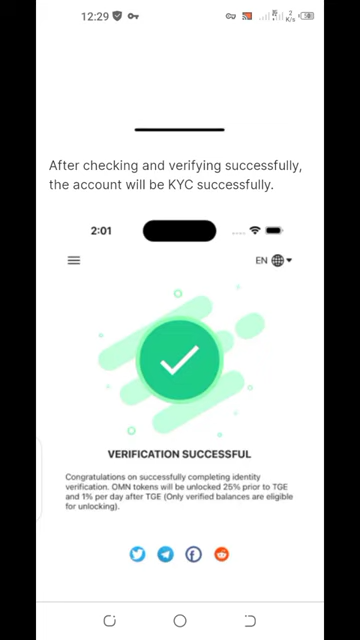 12:29
2
K/s
58
After checking and verifying successfully,
the account will be KYC successfully.
2:01
EN
VERIFICATION SUCCESSFUL
Congratulations on successfully completing identity
verification. OMN tokens will be unlocked 25% prior to TGE
and 1% per day after TGE (Only verified balances are eligible
for unlocking).